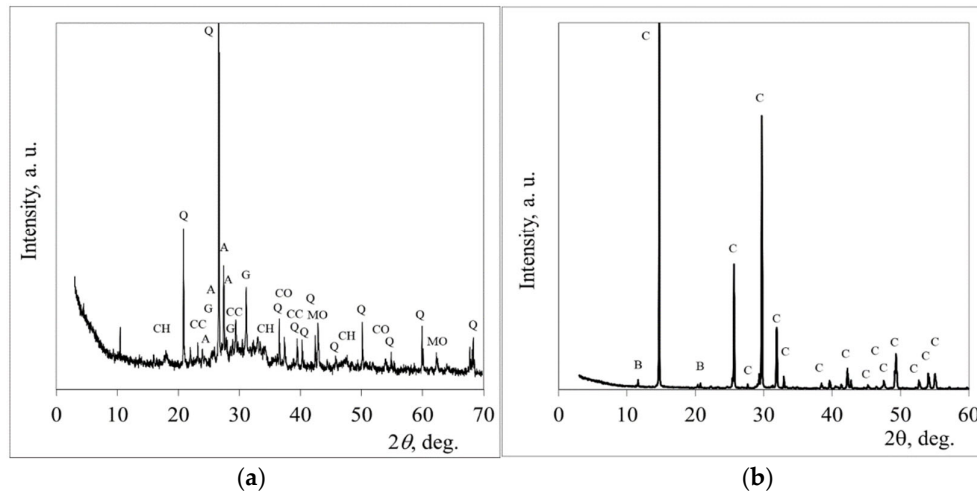 Intensity, a. u.
Q
Q
CH
CC
A
G
A
A
A
G
CC
G
CH
CO
Q
CC
Q
Q
Q
MO
Q
CH
Q
CO
Q
Q
MO
Q
0 10 20 30 40 50 60 70
2θ, deg.
(a)
Intensity, a. u.
C
B
B
C
C
C
C
C
C
C
C
C
C
C
C
C
C
0 10 20 30 40 50 60
2θ, deg.
(b)